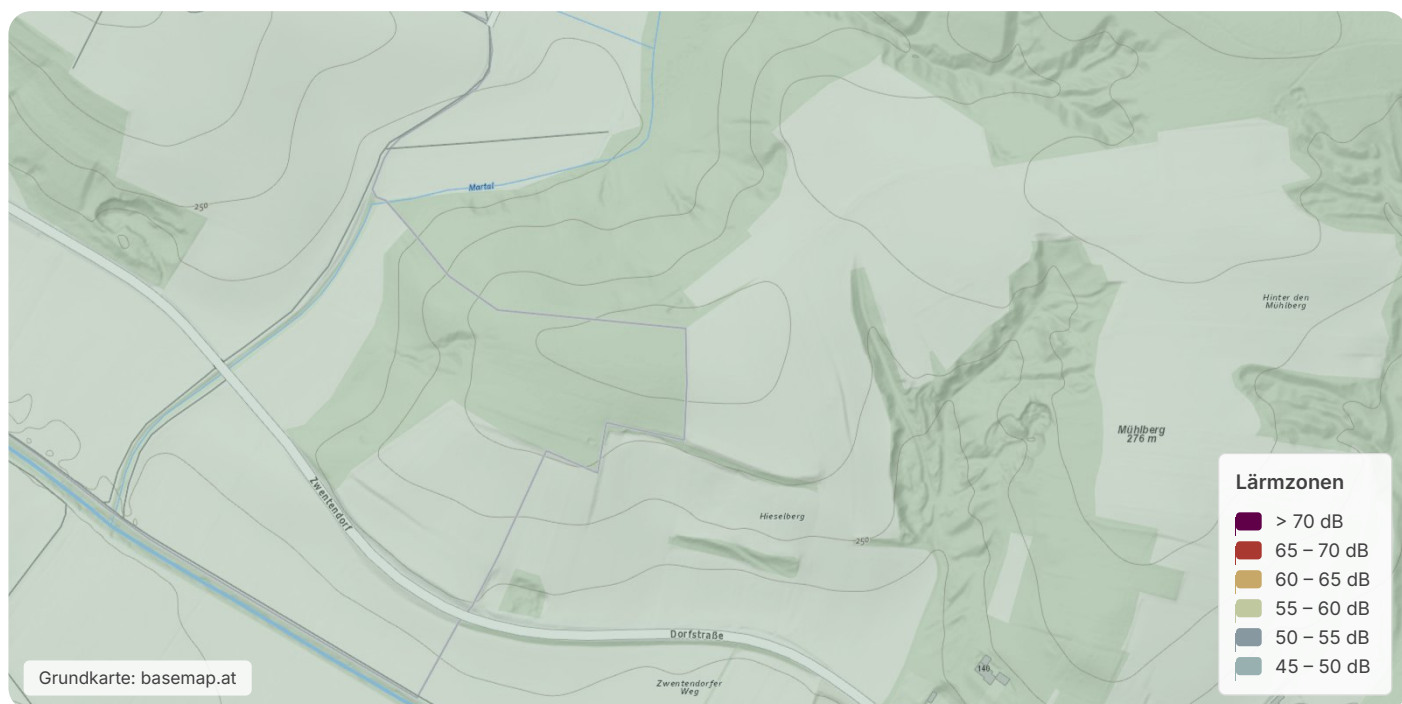 Martal
250
Hinter den
Mühlberg
Mühlberg
276 m
Zwentendorf
Hieselberg
250
Dorfstraße
140
Zwentendorfer
Weg
Grundkarte: basemap.at
Lärmzonen
> 70 dB
65 – 70 dB
60 – 65 dB
55 – 60 dB
50 – 55 dB
45 – 50 dB